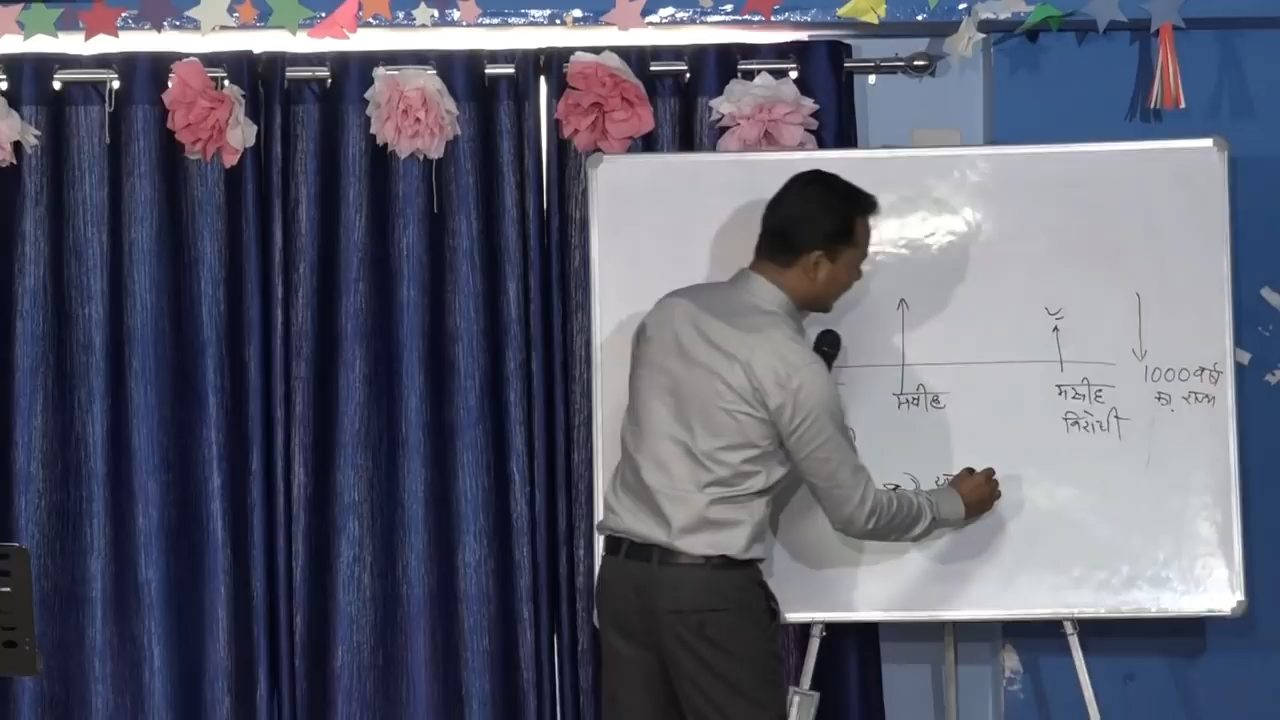 मसीह
मसीह
विरोधी
1000 वर्ष
का राज्य